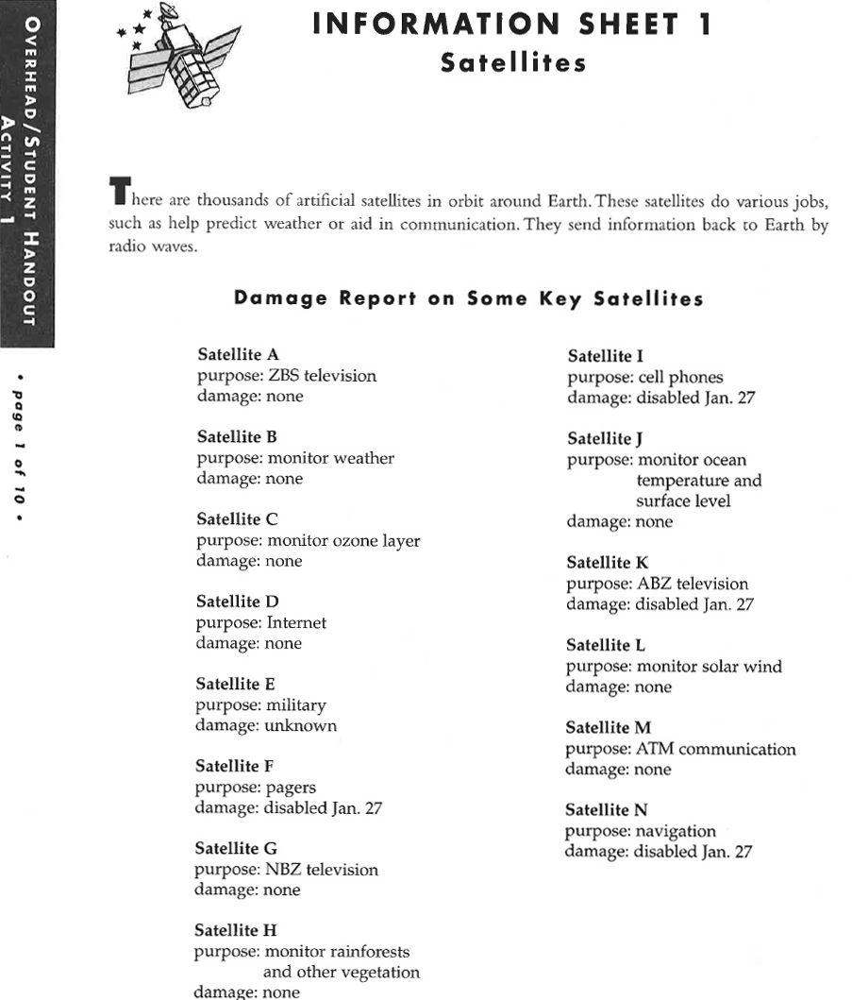 OVERHEAD/STUDENT HANDOUT
ACTIVITY 1
• page 1 of 10 •
INFORMATION SHEET 1
Satellites
There are thousands of artificial satellites in orbit around Earth. These satellites do various jobs,
such as help predict weather or aid in communication. They send information back to Earth by
radio waves.
Damage Report on Some Key Satellites
Satellite A
purpose: ZBS television
damage: none
Satellite B
purpose: monitor weather
damage: none
Satellite C
purpose: monitor ozone layer
damage: none
Satellite D
purpose: Internet
damage: none
Satellite E
purpose: military
damage: unknown
Satellite F
purpose: pagers
damage: disabled Jan. 27
Satellite G
purpose: NBZ television
damage: none
Satellite H
purpose: monitor rainforests
and other vegetation
damage: none
Satellite I
purpose: cell phones
damage: disabled Jan. 27
Satellite J
purpose: monitor ocean
temperature and
surface level
damage: none
Satellite K
purpose: ABZ television
damage: disabled Jan. 27
Satellite L
purpose: monitor solar wind
damage: none
Satellite M
purpose: ATM communication
damage: none
Satellite N
purpose: navigation
damage: disabled Jan. 27